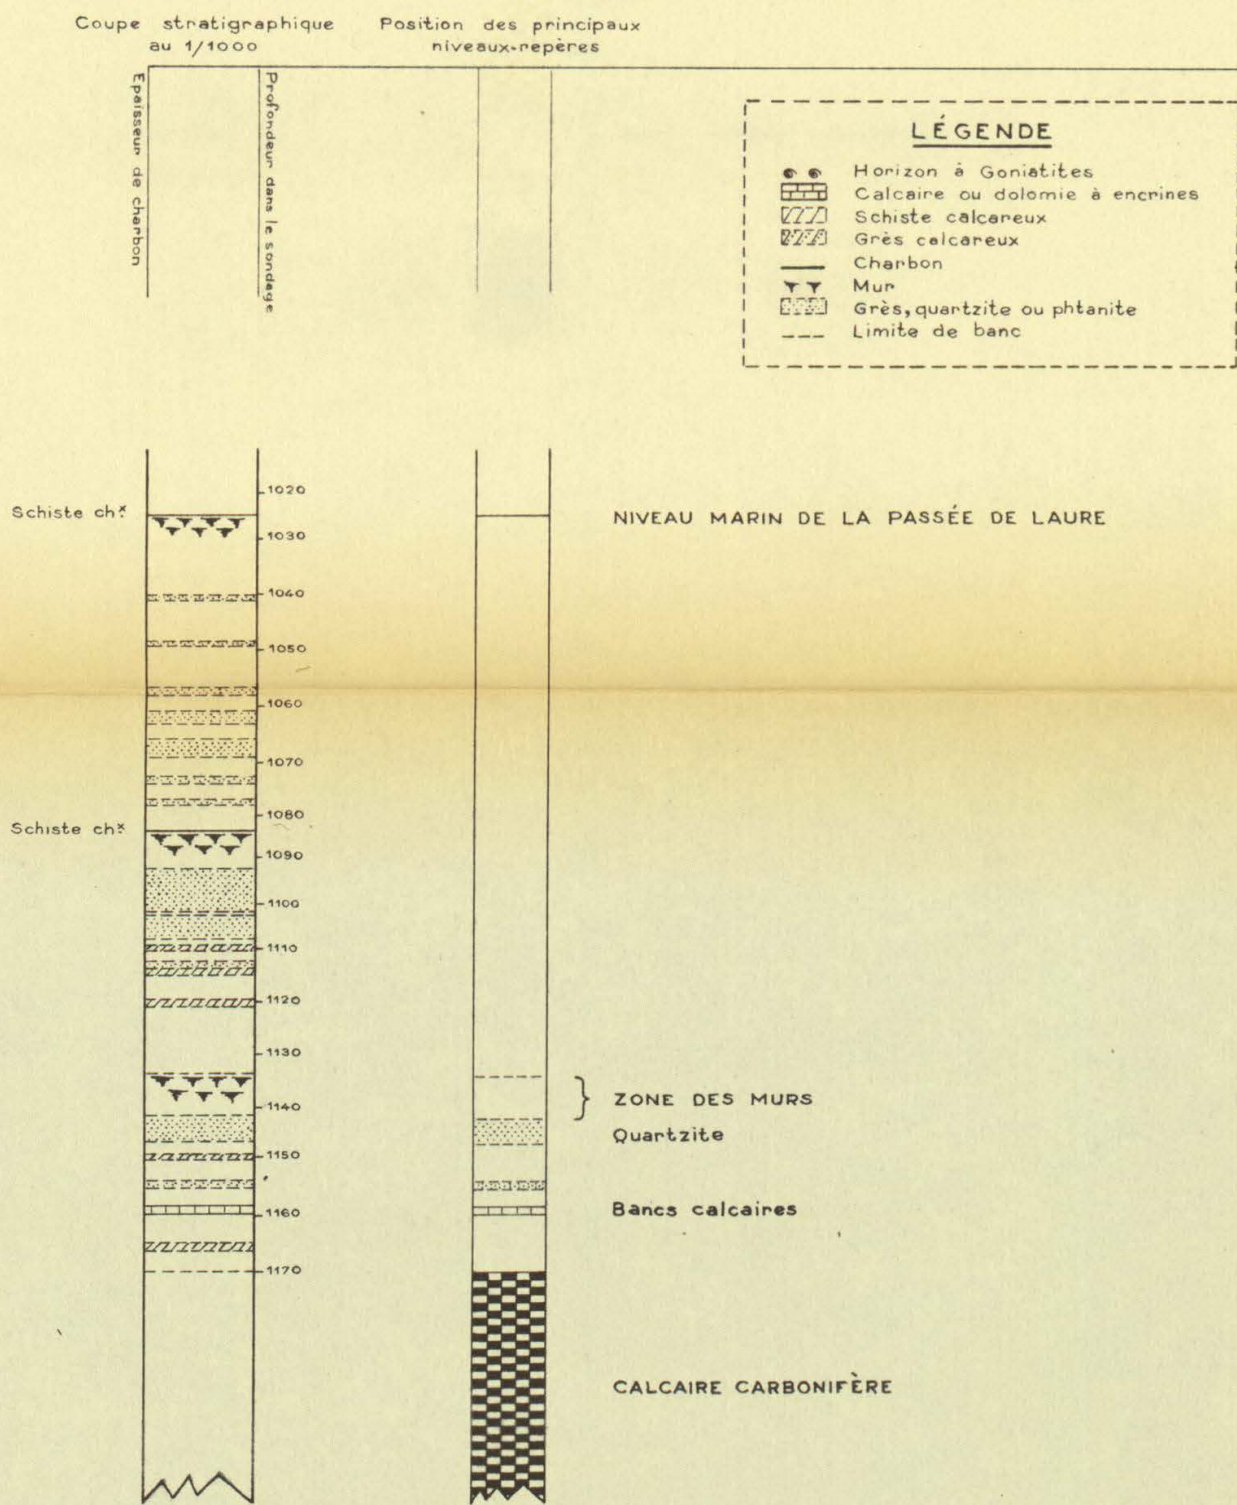 Coupe stratigraphique
au 1/1000
Position des principaux
niveaux-repères
Epaisseur de charbon
Profondeur dans le sondage
LÉGENDE
Horizon à Goniatites
Calcaire ou dolomie à encrines
Schiste calcareux
Grès calcareux
Charbon
Mur
Grès, quartzite ou phtanite
Limite de banc
1020
Schiste chx
NIVEAU MARIN DE LA PASSÉE DE LAURE
1030
1040
1050
1060
1070
1080
Schiste chx
1090
1100
1110
1120
1130
ZONE DES MURS
1140
Quartzite
1150
Bancs calcaires
1160
1170
CALCAIRE CARBONIFÈRE